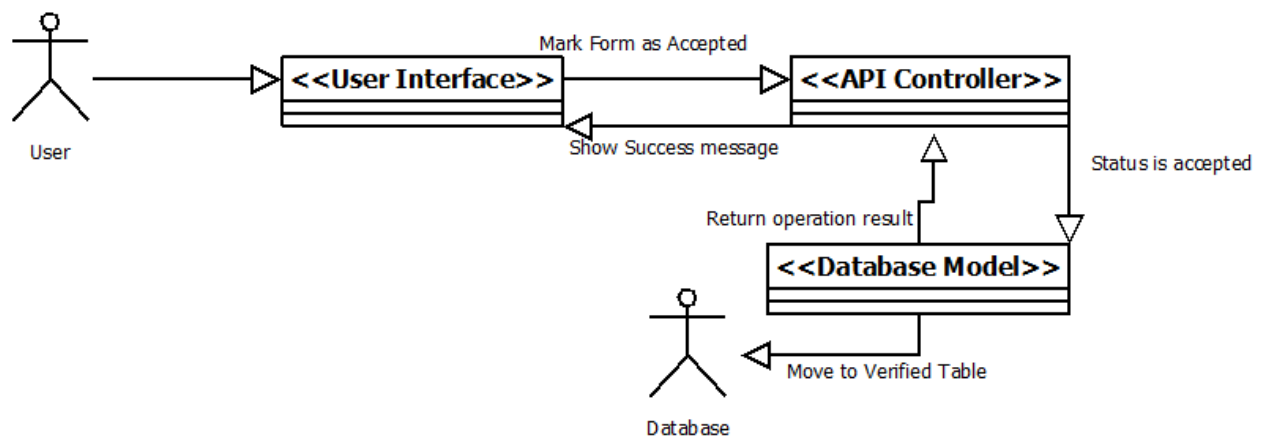 Mark Form as Accepted
<<User Interface>>
<<API Controller>>
Show Success message
User
Status is accepted
Return operation result
<<Database Model>>
Move to Verified Table
Database